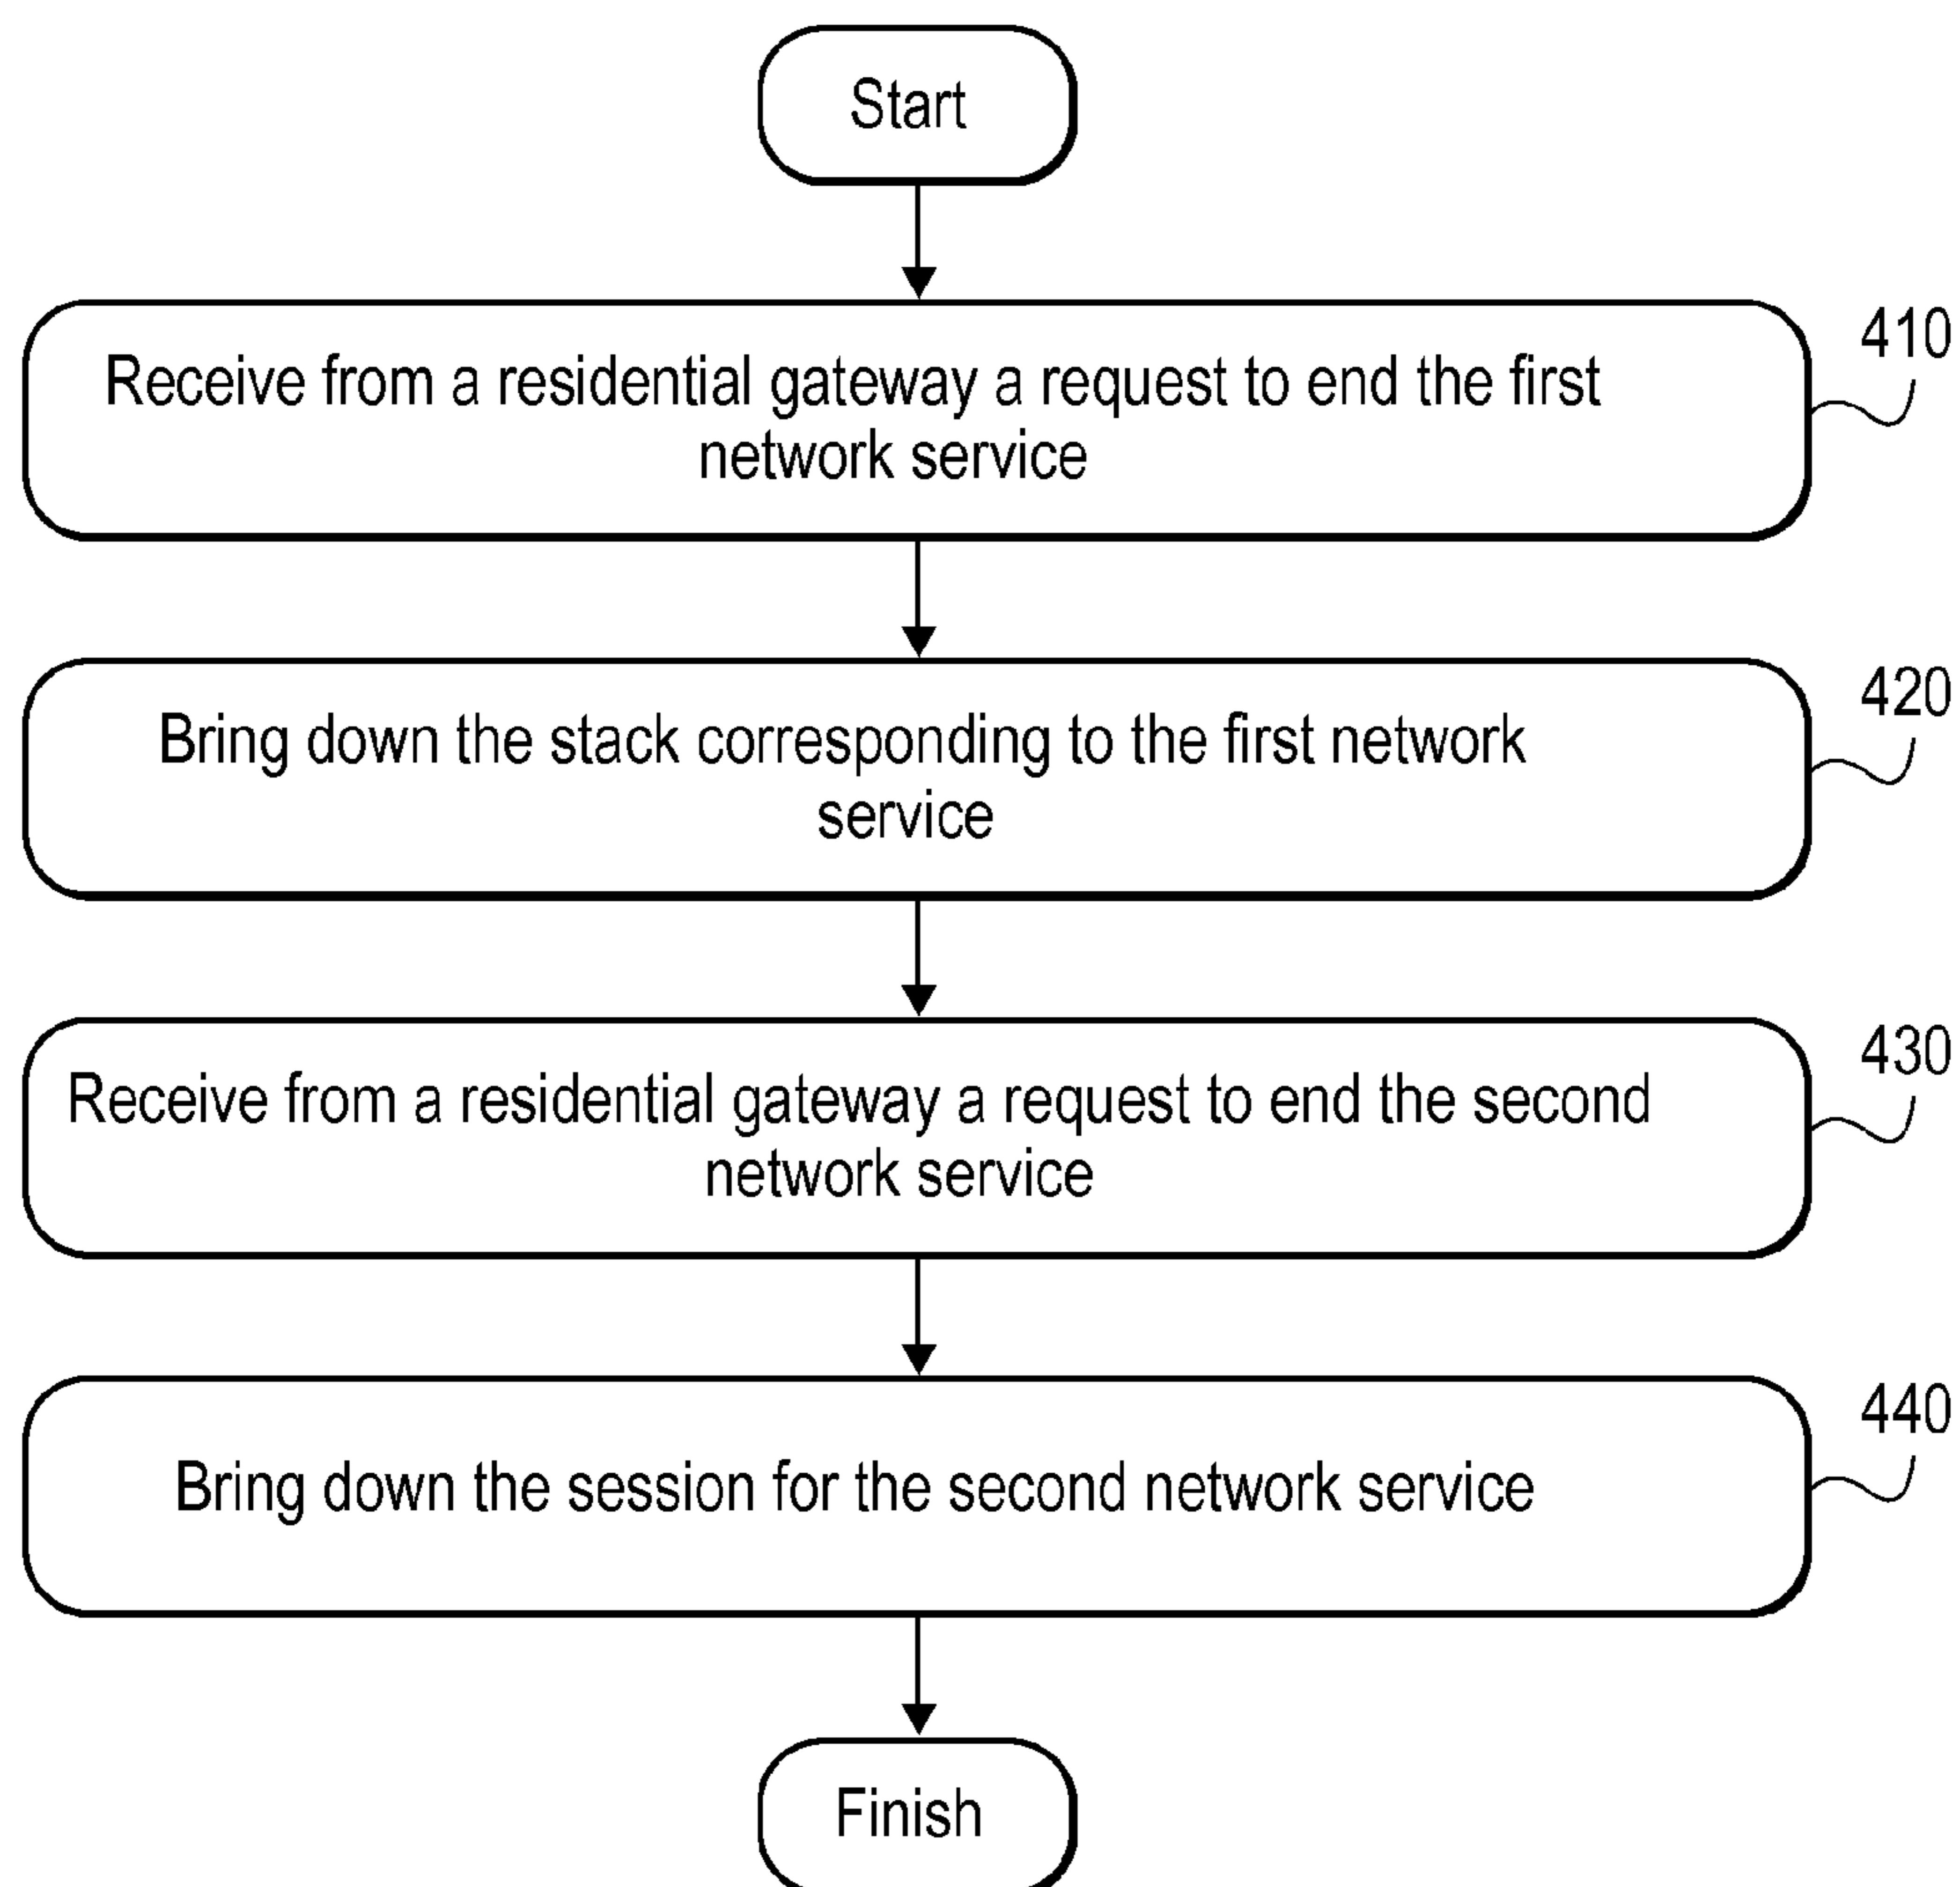 Start
410
Receive from a residential gateway a request to end the first
network service
420
Bring down the stack corresponding to the first network
service
430
Receive from a residential gateway a request to end the second
network service
440
Bring down the session for the second network service
Finish